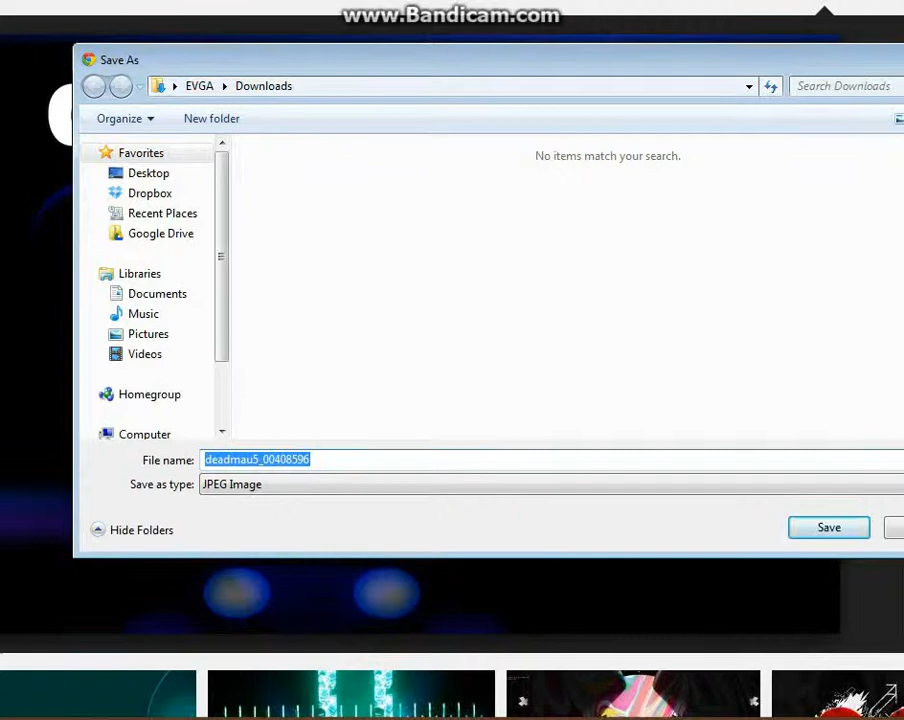 www.Bandicam.com
Save As
EVGA Downloads
Search Downloads
Organize
New folder
Favorites
No items match your search.
Desktop
Dropbox
Recent Places
Google Drive
Libraries
Documents
Music
Pictures
Videos
Homegroup
Computer
File name: deadmau5_00408596
Save as type: JPEG Image
Hide Folders
Save